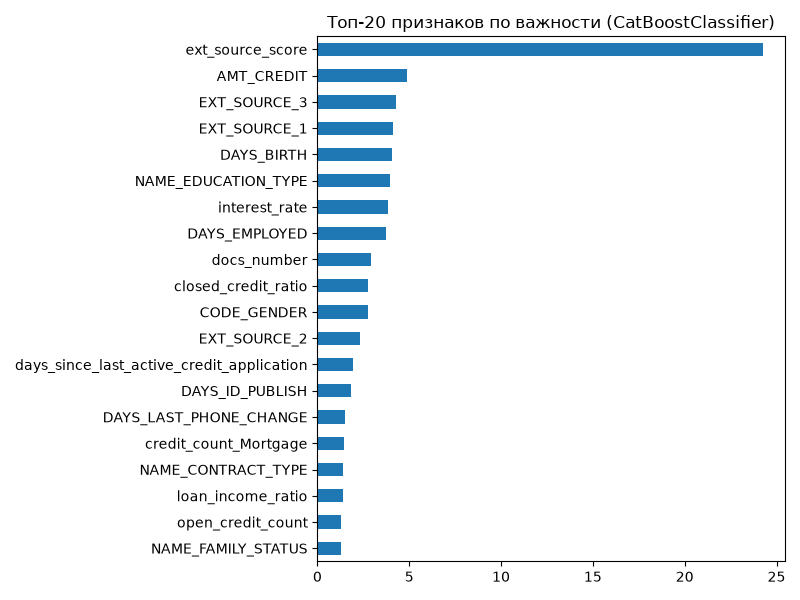 Топ-20 признаков по важности (CatBoostClassifier)
ext_source_score
AMT_CREDIT
EXT_SOURCE_3
EXT_SOURCE_1
DAYS_BIRTH
NAME_EDUCATION_TYPE
interest_rate
DAYS_EMPLOYED
docs_number
closed_credit_ratio
CODE_GENDER
EXT_SOURCE_2
days_since_last_active_credit_application
DAYS_ID_PUBLISH
DAYS_LAST_PHONE_CHANGE
credit_count_Mortgage
NAME_CONTRACT_TYPE
loan_income_ratio
open_credit_count
NAME_FAMILY_STATUS
0 5 10 15 20 25